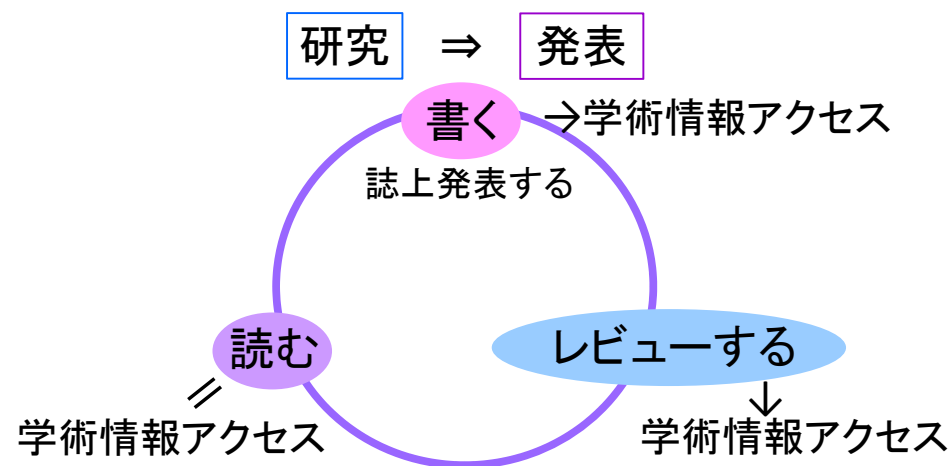 研究 ⇒ 発表
書く →学術情報アクセス
誌上発表する
読む レビューする
〃 ↓
学術情報アクセス 学術情報アクセス